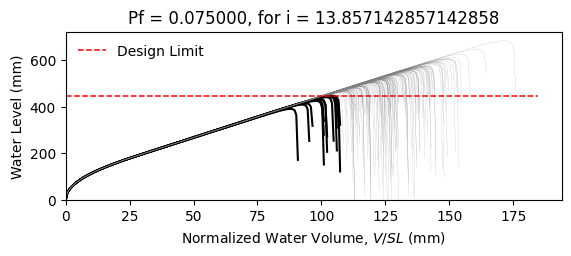 Pf = 0.075000, for i = 13.857142857142858
Design Limit
Water Level (mm)
600
400
200
0
0 25 50 75 100 125 150 175
Normalized Water Volume, V/SL (mm)